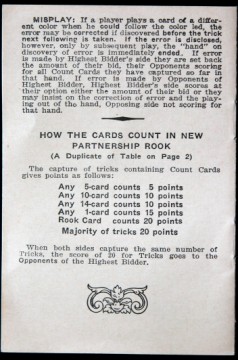 MISPLAY: If a player plays a card of a differ-
ent color when he could follow the color led, the
error may be corrected if discovered before the trick
next following is taken. If the error is disclosed,
however, only by subsequent play, the "hand" on
discovery of error is immediately ended. If error
is made by Highest Bidder's side they are set back
the amount of their bid, their Opponents scoring
for all Count Cards they have captured so far in
that hand. If error is made by Opponents of
Highest Bidder, Highest Bidder's side scores at
their option either the amount of their bid or they
may insist on the correction of error and the play-
ing out of the hand, Opposing side not scoring for
that hand.
HOW THE CARDS COUNT IN NEW
PARTNERSHIP ROOK
(A Duplicate of Table on Page 2)
The capture of tricks containing Count Cards
gives points as follows:
Any 5-card counts 5 points
Any 10-card counts 10 points
Any 14-card counts 10 points
Any 1-card counts 15 points
Rook Card counts 20 points
Majority of tricks 20 points
When both sides capture the same number of
Tricks, the score of 20 for Tricks goes to the
Opponents of the Highest Bidder.